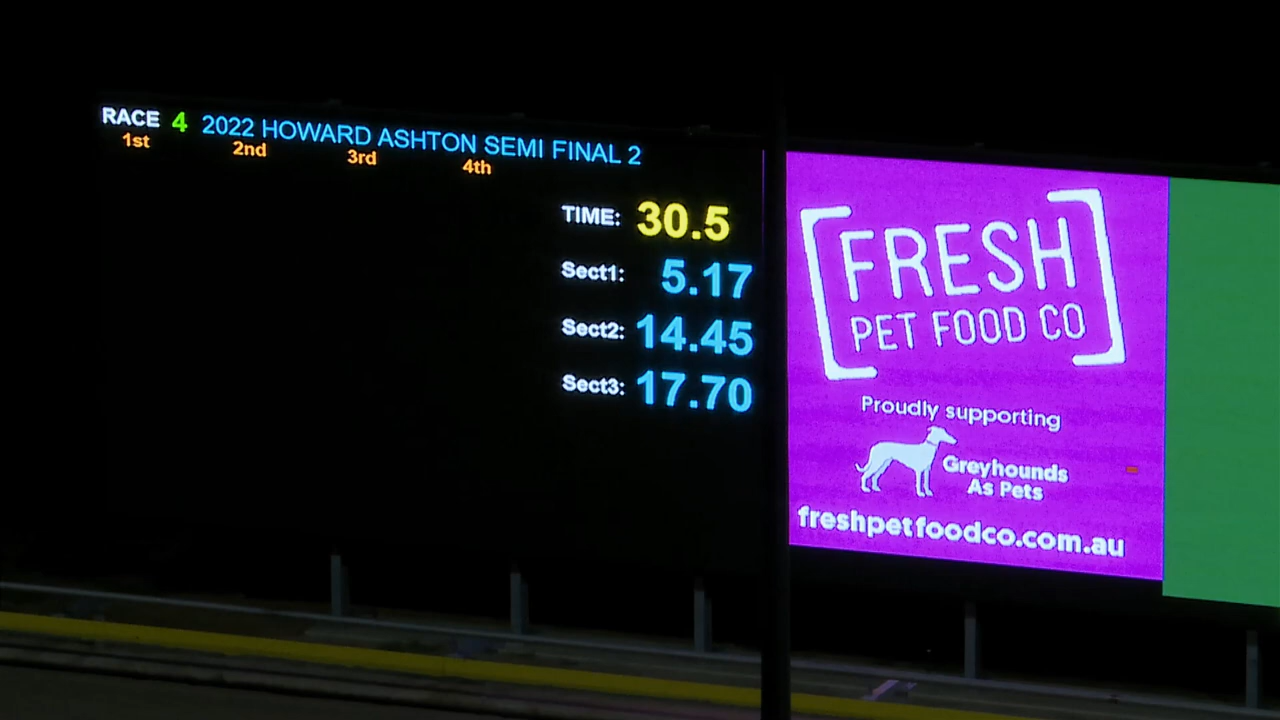 RACE 4 2022 HOWARD ASHTON SEMI FINAL 2
1st 2nd 3rd 4th
TIME: 30.5
Sect1: 5.17
Sect2: 14.45
Sect3: 17.70
FRESH
PET FOOD CO
Proudly supporting
Greyhounds
As Pets
freshpetfoodco.com.au